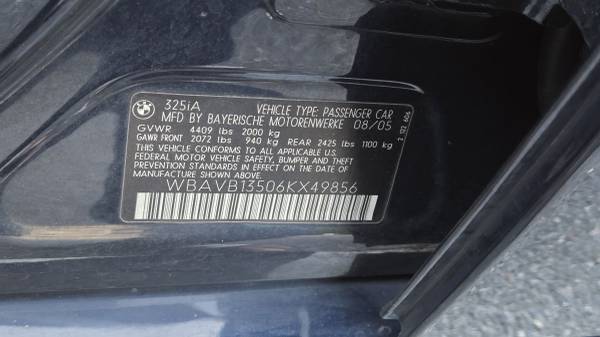 BMW
325iA VEHICLE TYPE: PASSENGER CAR
MFD BY BAYERISCHE MOTORENWERKE 08/05
GVWR 4409 lbs 2000 kg
GAWR FRONT 2072 lbs 940 kg REAR 2425 lbs 1100 kg
THIS VEHICLE CONFORMS TO ALL APPLICABLE
FEDERAL MOTOR VEHICLE SAFETY, BUMPER AND THEFT
PREVENTION STANDARDS IN EFFECT ON THE DATE OF
MANUFACTURE SHOWN ABOVE.
WBAVB13506KX49856